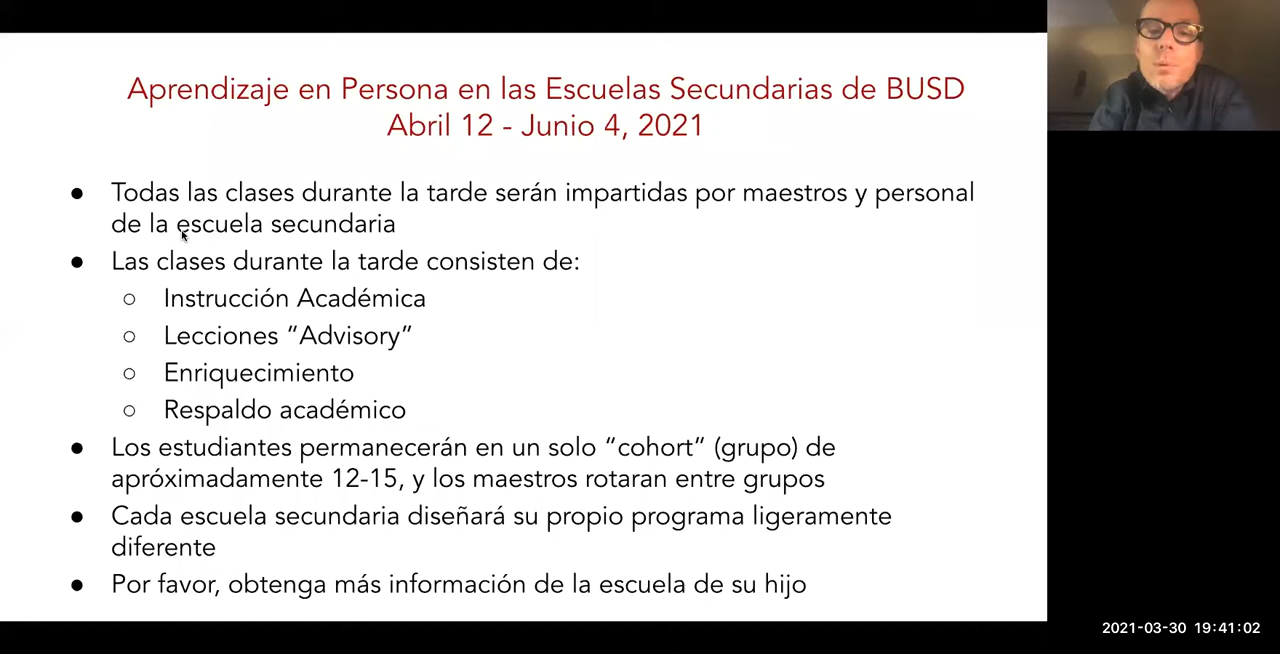 Aprendizaje en Persona en las Escuelas Secundarias de BUSD
Abril 12 - Junio 4, 2021
● Todas las clases durante la tarde serán impartidas por maestros y personal
de la escuela secundaria
● Las clases durante la tarde consisten de:
○ Instrucción Académica
○ Lecciones “Advisory”
○ Enriquecimiento
○ Respaldo académico
● Los estudiantes permanecerán en un solo “cohort” (grupo) de
apróximadamente 12-15, y los maestros rotaran entre grupos
● Cada escuela secundaria diseñará su propio programa ligeramente
diferente
● Por favor, obtenga más información de la escuela de su hijo
2021-03-30 19:41:02